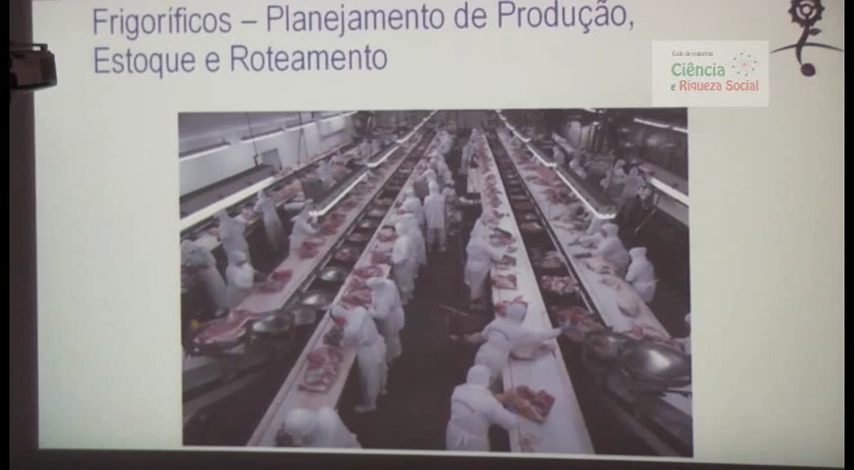 Frigoríficos – Planejamento de Produção,
Estoque e Roteamento
Ciência
e Riqueza Social